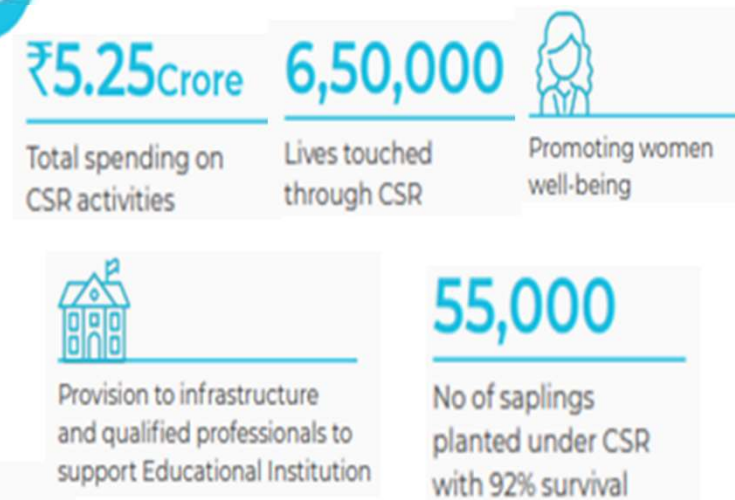 ₹5.25Crore
Total spending on
CSR activities
6,50,000
Lives touched
through CSR
Promoting women
well-being
Provision to infrastructure
and qualified professionals to
support Educational Institution
55,000
No of saplings
planted under CSR
with 92% survival